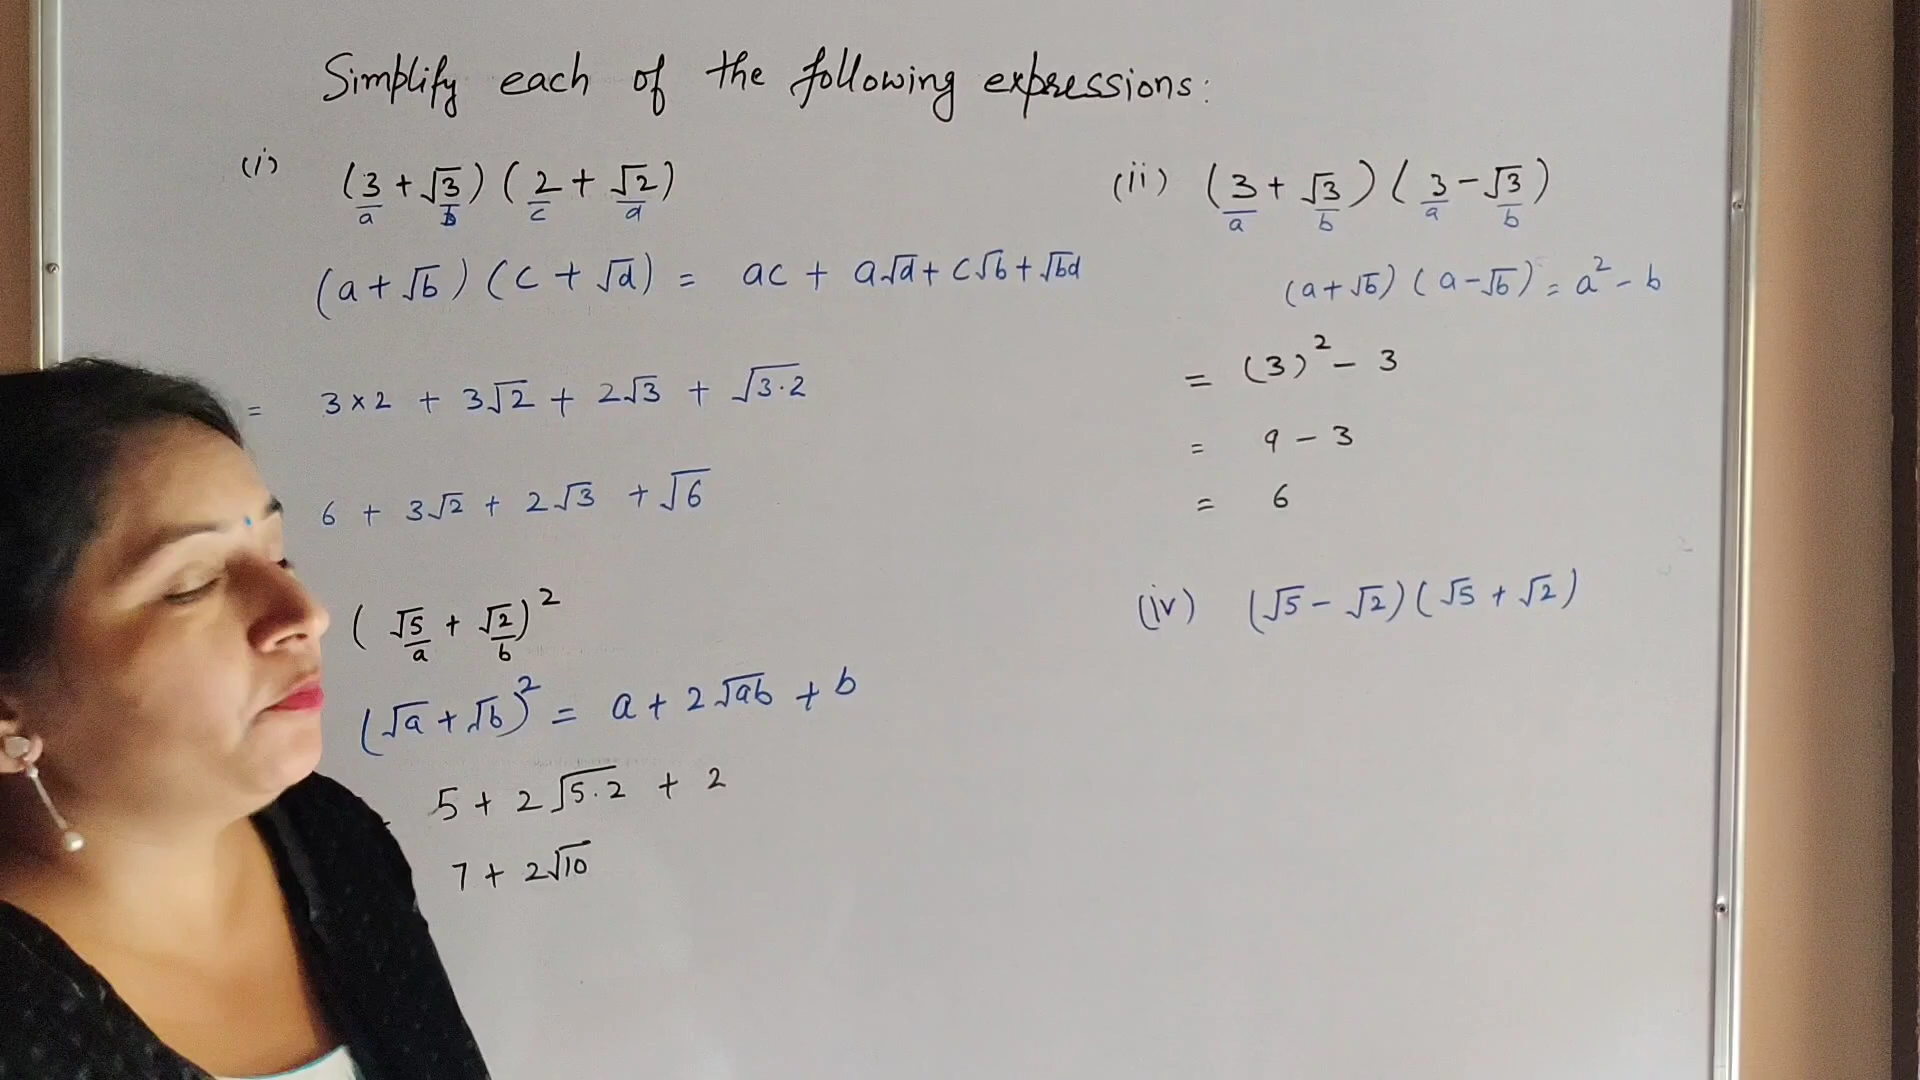 Simplify each of the following expressions:
(i) (3 + √3) (2 + √2)
a b c d
(a + √b) (c + √d) = ac + a√d + c√b + √bd
= 3 × 2 + 3√2 + 2√3 + √3·2
6 + 3√2 + 2√3 + √6
(√5 + √2)²
a b
(√a + √b)² = a + 2√ab + b
5 + 2√5.2 + 2
7 + 2√10
(ii) (3 + √3) (3 - √3)
a b a b
(a + √b) (a - √b) = a² - b
= (3)² - 3
= 9 - 3
= 6
(iv) (√5 - √2) (√5 + √2)